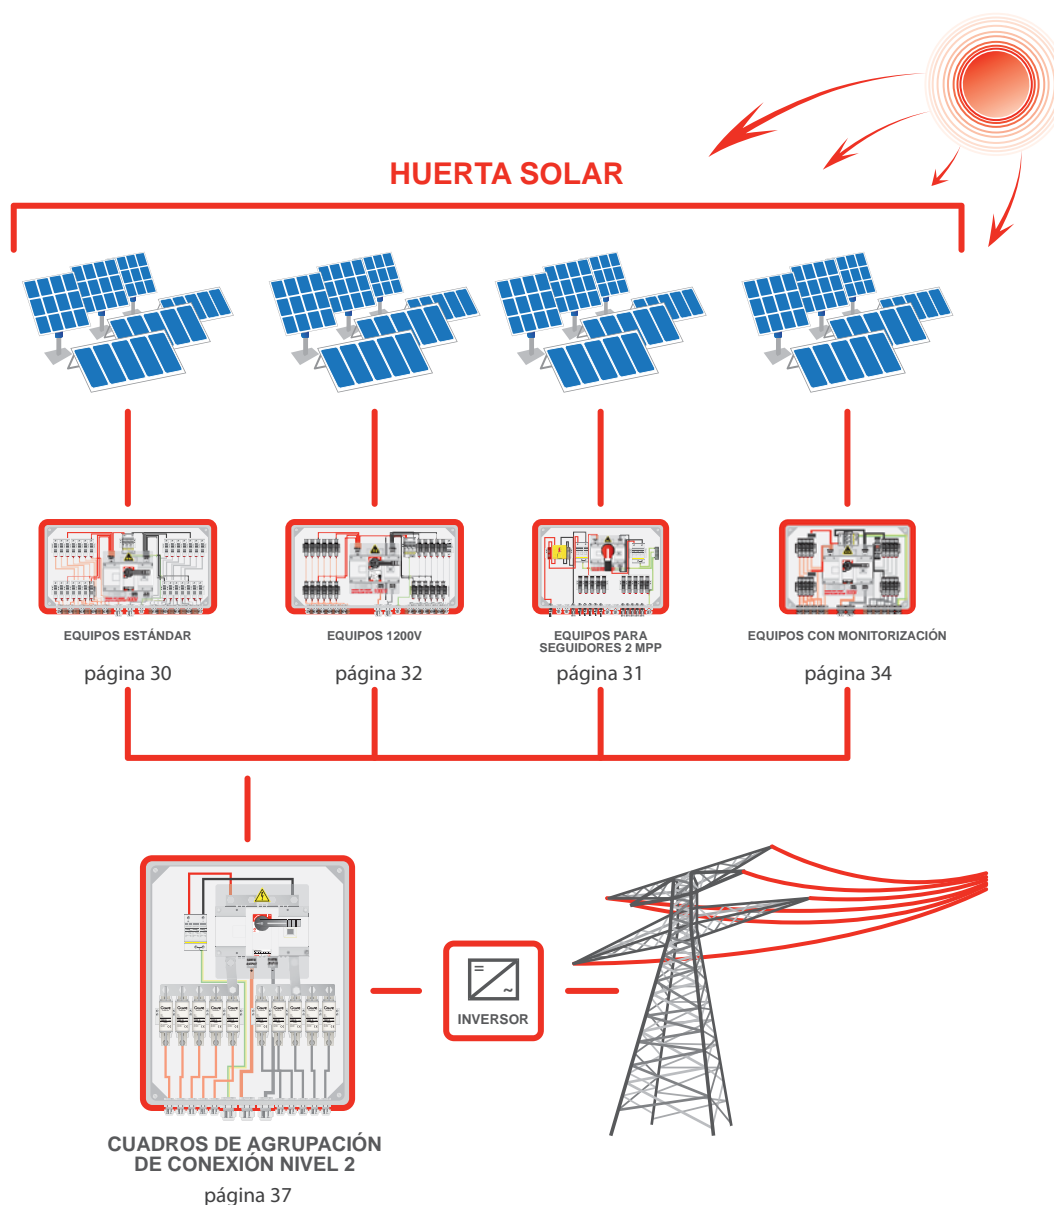 HUERTA SOLAR
EQUIPOS ESTÁNDAR
página 30
EQUIPOS 1200V
página 32
EQUIPOS PARA
SEGUIDORES 2 MPP
página 31
EQUIPOS CON MONITORIZACIÓN
página 34
INVERSOR
CUADROS DE AGRUPACIÓN
DE CONEXIÓN NIVEL 2
página 37